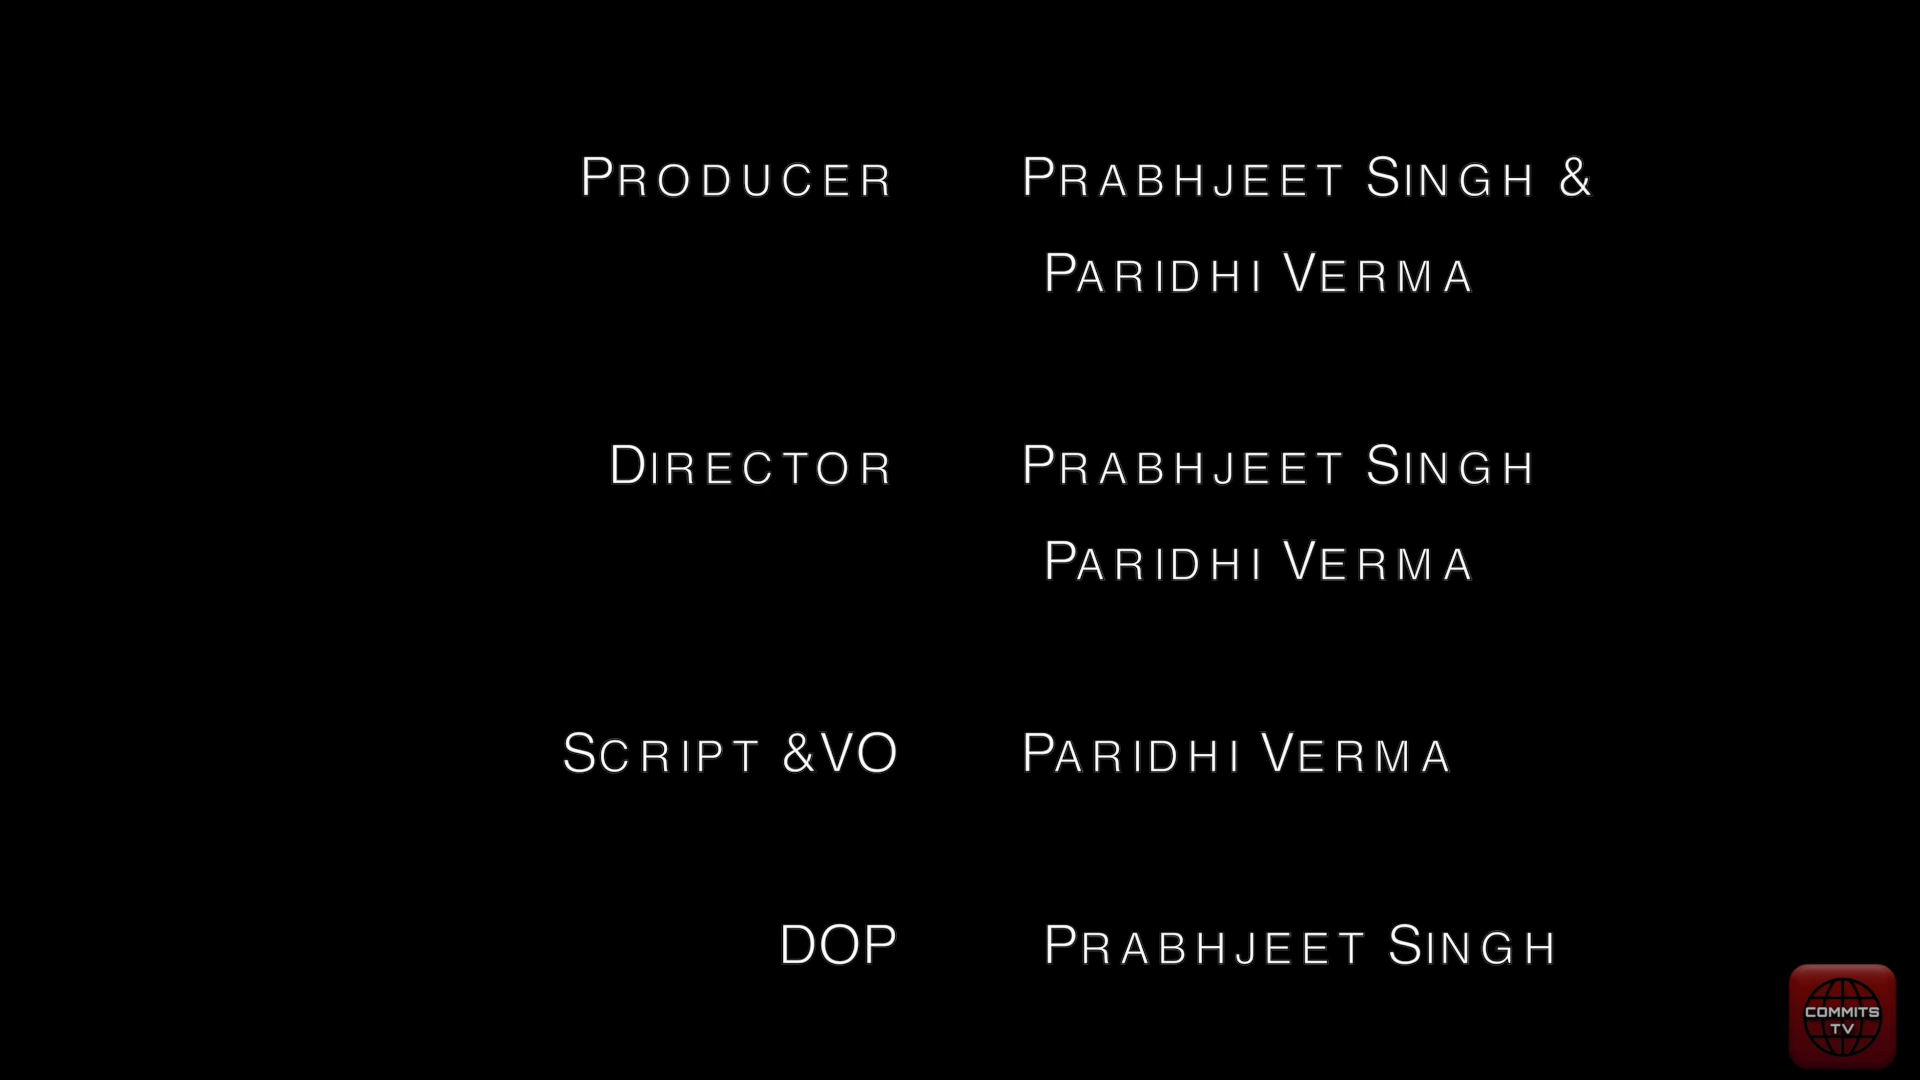 PRODUCER PRABHJEET SINGH &
PARIDHI VERMA
DIRECTOR PRABHJEET SINGH
PARIDHI VERMA
SCRIPT &VO PARIDHI VERMA
DOP PRABHJEET SINGH
COMMITS
TV